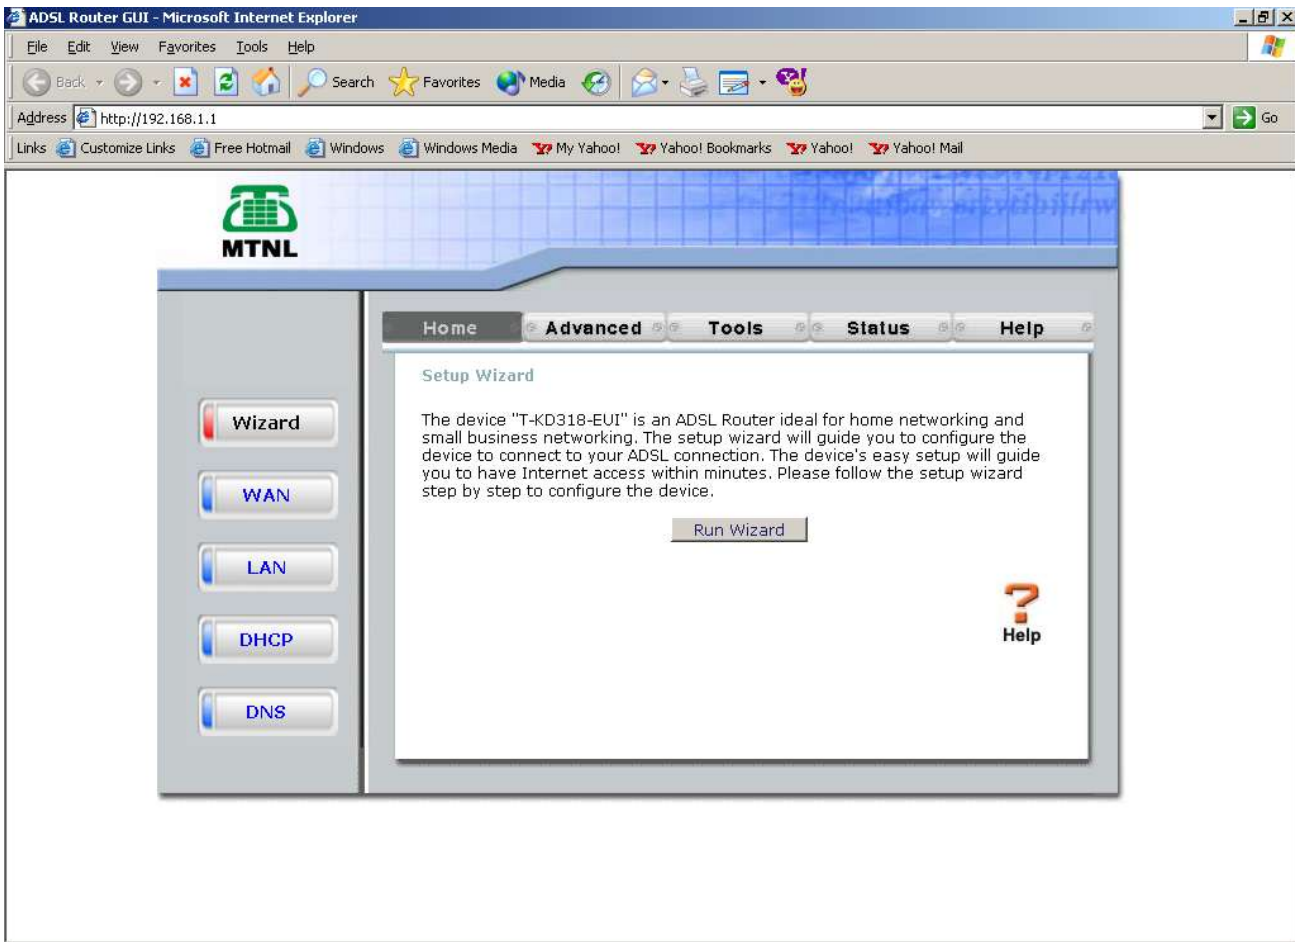 ADSL Router GUI - Microsoft Internet Explorer
File Edit View Favorites Tools Help
Back Search Favorites Media
Address http://192.168.1.1 Go
Links Customize Links Free Hotmail Windows Windows Media My Yahoo! Yahoo! Bookmarks Yahoo! Yahoo! Mail
MTNL
Home Advanced Tools Status Help
Wizard
WAN
LAN
DHCP
DNS
Setup Wizard
The device "T-KD318-EUI" is an ADSL Router ideal for home networking and
small business networking. The setup wizard will guide you to configure the
device to connect to your ADSL connection. The device's easy setup will guide
you to have Internet access within minutes. Please follow the setup wizard
step by step to configure the device.
Run Wizard
Help